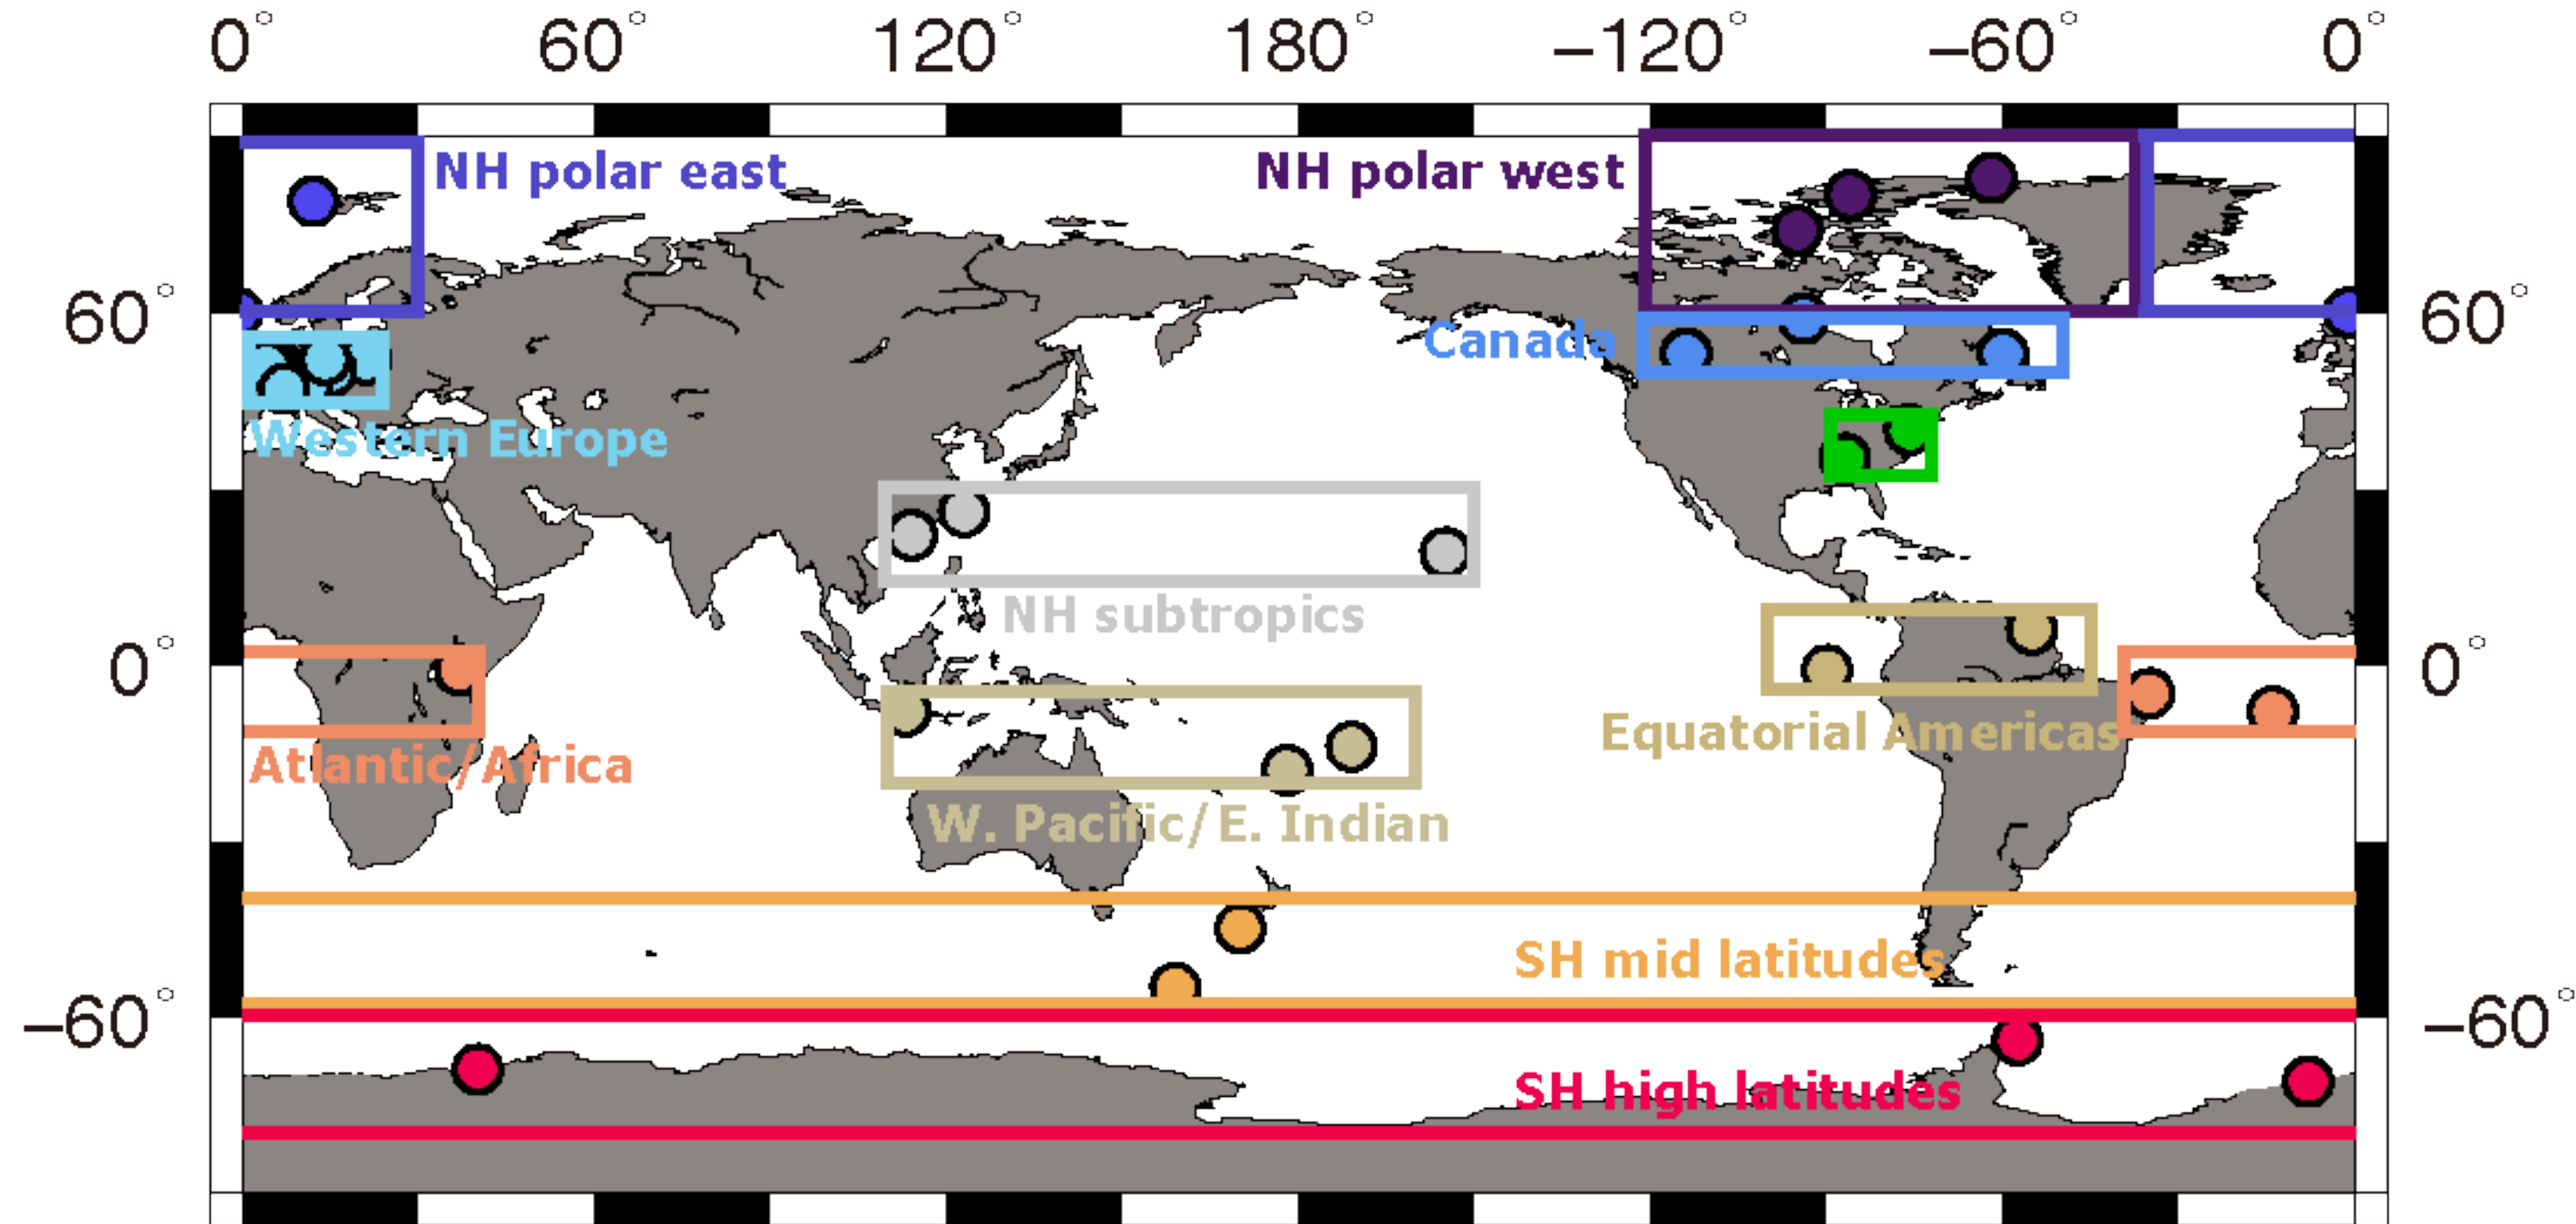 0° 60° 120° 180° −120° −60° 0°
NH polar east NH polar west
60° 60°
Canada
Western Europe
NH subtropics
0° 0°
Equatorial Americas
Atlantic/Africa
W. Pacific/E. Indian
SH mid latitudes
−60° −60°
SH high latitudes